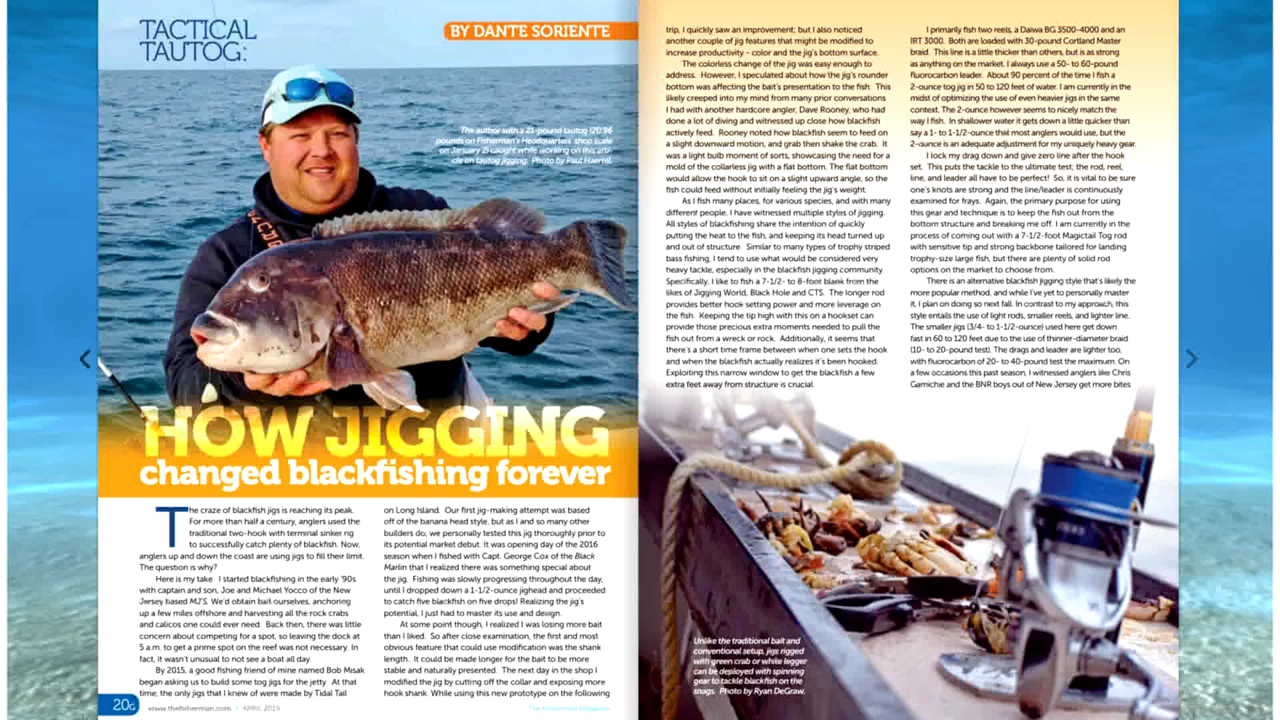 TACTICAL
TAUTOG:
BY DANTE SORIENTE
The author with a 21-pound tautog (20.96
pounds on Fisherman's Headquarters' shop scale
on January 2) caught while working on this arti-
cle on tautog jigging. Photo by Paul Haertel.
HOW JIGGING
changed blackfishing forever
The craze of blackfish jigs is reaching its peak.
For more than half a century, anglers used the
traditional two-hook with terminal sinker rig
to successfully catch plenty of blackfish. Now,
anglers up and down the coast are using jigs to fill their limit.
The question is why?
Here is my take I started blackfishing in the early '90s
with captain and son, Joe and Michael Yocco of the New
Jersey based MJ'S. We'd obtain bait ourselves, anchoring
up a few miles offshore and harvesting all the rock crabs
and calicos one could ever need. Back then, there was little
concern about competing for a spot, so leaving the dock at
5 a.m. to get a prime spot on the reef was not necessary. In
fact, it wasn't unusual to not see a boat all day.
By 2015, a good fishing friend of mine named Bob Misak
began asking us to build some tog jigs for the jetty. At that
time, the only jigs that I knew of were made by Tidal Tail
on Long Island. Our first jig-making attempt was based
off of the banana head style, but as I and so many other
builders do, we personally tested this jig thoroughly prior to
its potential market debut. It was opening day of the 2016
season when I fished with Capt. George Cox of the Black
Marlin that I realized there was something special about
the jig. Fishing was slowly progressing throughout the day,
until I dropped down a 1-1/2-ounce jighead and proceeded
to catch five blackfish on five drops! Realizing the jig's
potential, I just had to master its use and design.
At some point though, I realized I was losing more bait
than I liked. So after close examination, the first and most
obvious feature that could use modification was the shank
length. It could be made longer for the bait to be more
stable and naturally presented. The next day in the shop I
modified the jig by cutting off the collar and exposing more
hook shank. While using this new prototype on the following
20G
www.thefisherman.com • APRIL 2019
The Fisherman Magazine
trip, I quickly saw an improvement; but I also noticed
another couple of jig features that might be modified to
increase productivity - color and the jig's bottom surface.
The colorless change of the jig was easy enough to
address. However, I speculated about how the jig's rounder
bottom was affecting the bait's presentation to the fish. This
likely creeped into my mind from many prior conversations
I had with another hardcore angler, Dave Rooney, who had
done a lot of diving and witnessed up close how blackfish
actively feed. Rooney noted how blackfish seem to feed on
a slight downward motion, and grab then shake the crab. It
was a light bulb moment of sorts, showcasing the need for a
mold of the collarless jig with a flat bottom. The flat bottom
would allow the hook to sit on a slight upward angle, so the
fish could feed without initially feeling the jig's weight.
As I fish many places, for various species, and with many
different people, I have witnessed multiple styles of jigging.
All styles of blackfishing share the intention of quickly
putting the heat to the fish, and keeping its head turned up
and out of structure. Similar to many types of trophy striped
bass fishing, I tend to use what would be considered very
heavy tackle, especially in the blackfish jigging community
Specifically, I like to fish a 7-1/2- to 8-foot blank from the
likes of Jigging World, Black Hole and CTS. The longer rod
provides better hook setting power and more leverage on
the fish. Keeping the tip high with this on a hookset can
provide those precious extra moments needed to pull the
fish out from a wreck or rock. Additionally, it seems that
there's a short time frame between when one sets the hook
and when the blackfish actually realizes it's been hooked.
Exploiting this narrow window to get the blackfish a few
extra feet away from structure is crucial.
I primarily fish two reels, a Daiwa BG 3500-4000 and an
IRT 3000. Both are loaded with 30-pound Cortland Master
braid. This line is a little thicker than others, but is as strong
as anything on the market. I always use a 50- to 60-pound
fluorocarbon leader. About 90 percent of the time I fish a
2-ounce tog jig in 50 to 120 feet of water. I am currently in the
midst of optimizing the use of even heavier jigs in the same
context. The 2-ounce however seems to nicely match the
way I fish. In shallower water it gets down a little quicker than
say a 1- to 1-1/2-ounce that most anglers would use, but the
2-ounce is an adequate adjustment for my uniquely heavy gear.
I lock my drag down and give zero line after the hook
set. This puts the tackle to the ultimate test; the rod, reel,
line, and leader all have to be perfect! So, it is vital to be sure
one's knots are strong and the line/leader is continuously
examined for frays. Again, the primary purpose for using
this gear and technique is to keep the fish out from the
bottom structure and breaking me off. I am currently in the
process of coming out with a 7-1/2-foot Magictail Tog rod
with sensitive tip and strong backbone tailored for landing
trophy-size large fish, but there are plenty of solid rod
options on the market to choose from.
There is an alternative blackfish jigging style that's likely the
more popular method, and while I've yet to personally master
it, I plan on doing so next fall. In contrast to my approach, this
style entails the use of light rods, smaller reels, and lighter line.
The smaller jigs (3/4- to 1-1/2-ounce) used here get down
fast in 60 to 120 feet due to the use of thinner-diameter braid
(10- to 20-pound test). The drags and leader are lighter too,
with fluorocarbon of 20- to 40-pound test the maximum. On
a few occasions this past season, I witnessed anglers like Chris
Gamichie and the BNR boys out of New Jersey get more bites
Unlike the traditional bait and
conventional setup, jigs rigged
with green crab or white legger
can be deployed with spinning
gear to tackle blackfish on the
snags. Photo by Ryan DeGraw.